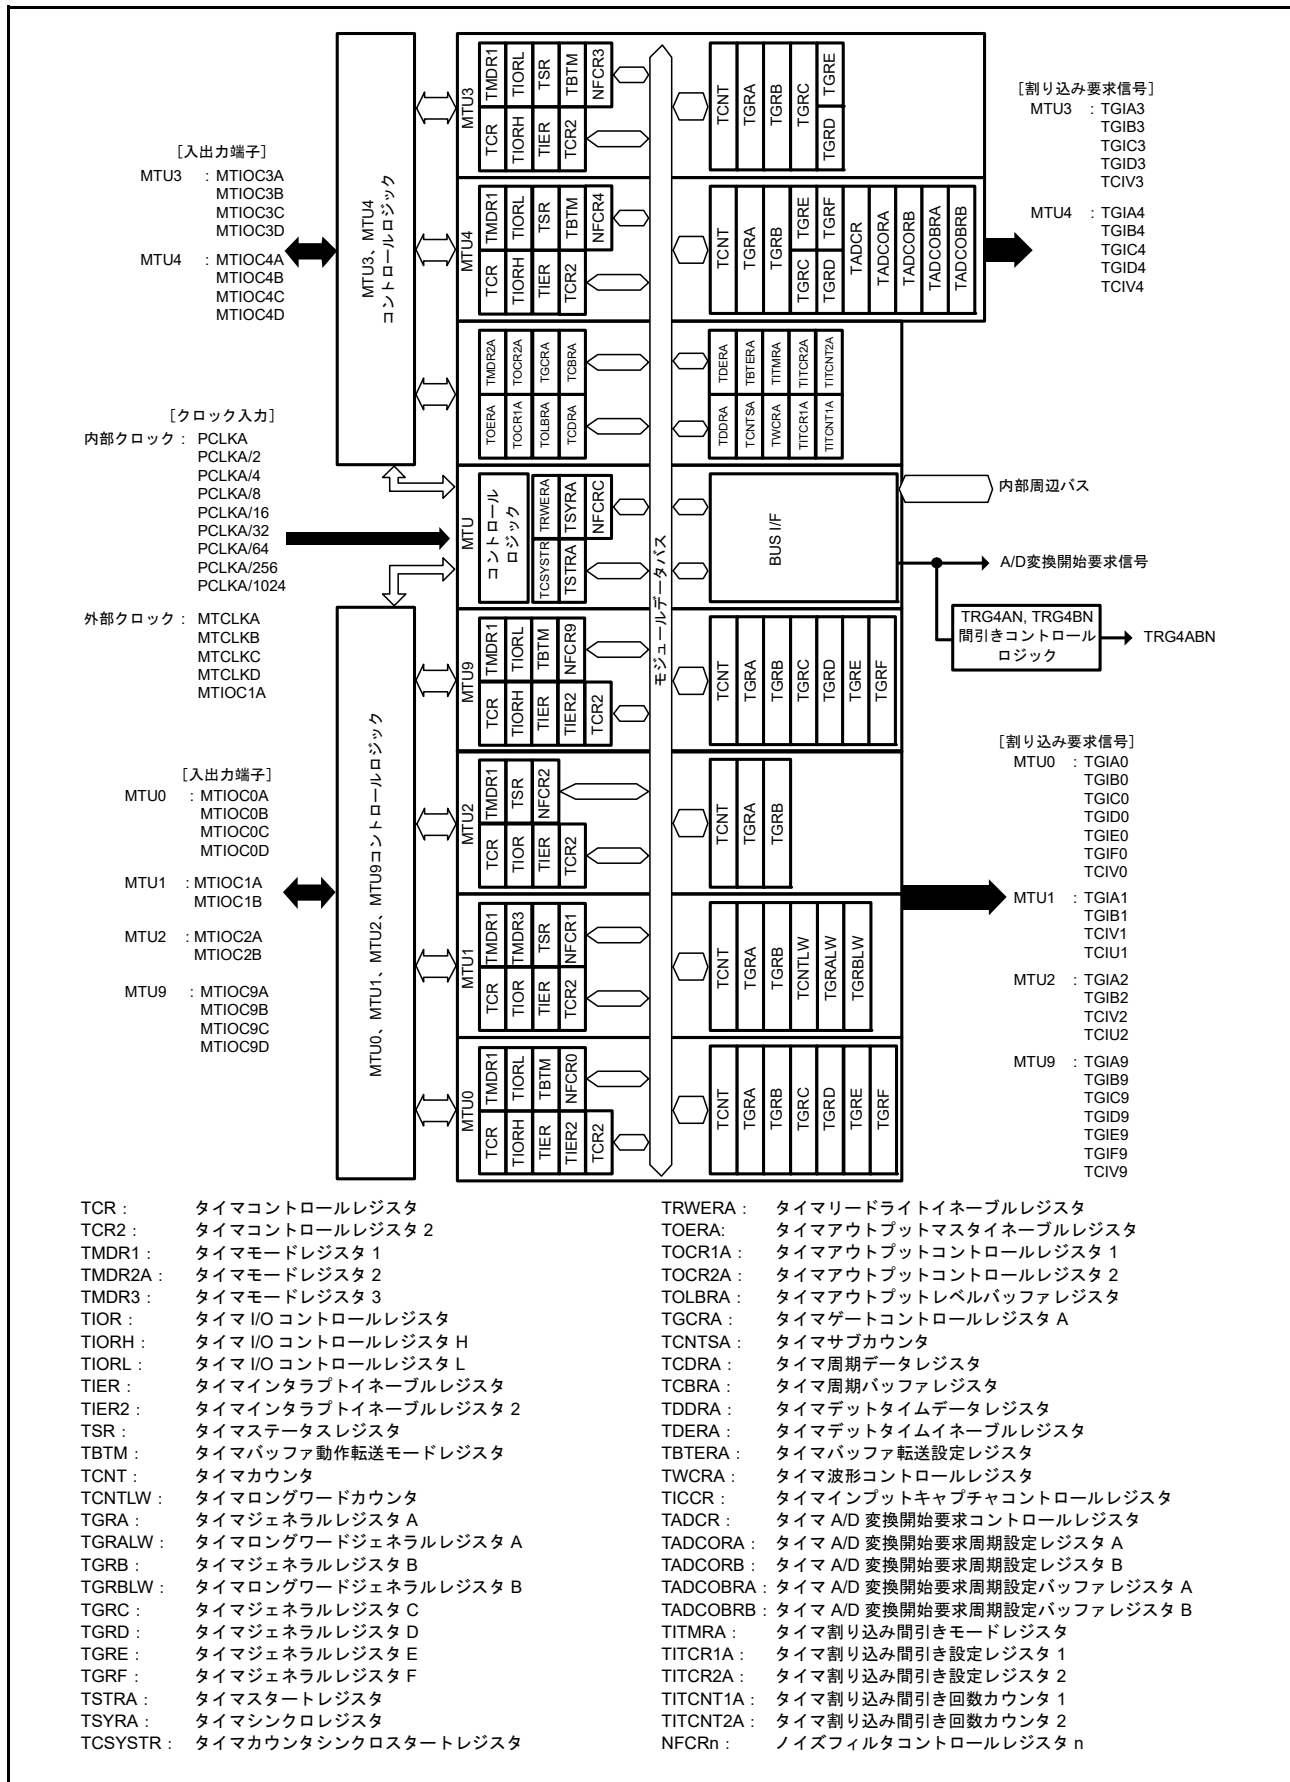 [入出力端子]
MTU3 : MTIOC3A
MTIOC3B
MTIOC3C
MTIOC3D
MTU4 : MTIOC4A
MTIOC4B
MTIOC4C
MTIOC4D
[クロック入力]
内部クロック : PCLKA
PCLKA/2
PCLKA/4
PCLKA/8
PCLKA/16
PCLKA/32
PCLKA/64
PCLKA/256
PCLKA/1024
外部クロック : MTCLKA
MTCLKB
MTCLKC
MTCLKD
MTIOC1A
[入出力端子]
MTU0 : MTIOC0A
MTIOC0B
MTIOC0C
MTIOC0D
MTU1 : MTIOC1A
MTIOC1B
MTU2 : MTIOC2A
MTIOC2B
MTU9 : MTIOC9A
MTIOC9B
MTIOC9C
MTIOC9D
MTU3、MTU4
コントロールロジック
MTU0、MTU1、MTU2、MTU9コントロールロジック
MTU3
TMDR1 TIORL TSR TBTM NFCR3
TCR TIORH TIER TCR2
TCNT TGRA TGRB TGRC TGRD TGRE
MTU4
TMDR1 TIORL TSR TBTM NFCR4
TCR TIORH TIER TCR2
TCNT TGRA TGRB TGRC TGRE TGRD TGRF TADCR TADCORA TADCORB TADCOBRA TADCOBRB
TMDR2A TOCR2A TGCRA TCBRA
TOERA TOCR1A TOLBRA TCDRA
TDERA TBTERA TITMRA TITCR2A TITCNT2A
TDDRA TCNTSA TWCRA TITCR1A TITCNT1A
MTU
コントロール
ロジック
TRWERA TSYRA NFCRC
TCSYSTR TSTRA
BUS I/F
モジュールデータバス
MTU9
TMDR1 TIORL TBTM NFCR9
TCR TIORH TIER TIER2 TCR2
TCNT TGRA TGRB TGRC TGRD TGRE TGRF
MTU2
TMDR1 TSR NFCR2
TCR TIOR TIER TCR2
TCNT TGRA TGRB
MTU1
TMDR1 TMDR3 TSR NFCR1
TCR TIOR TIER TCR2
TCNT TGRA TGRB TCNTLW TGRALW TGRBLW
MTU0
TMDR1 TIORL TBTM NFCR0
TCR TIORH TIER TIER2 TCR2
TCNT TGRA TGRB TGRC TGRD TGRE TGRF
[割り込み要求信号]
MTU3 : TGIA3
TGIB3
TGIC3
TGID3
TCIV3
MTU4 : TGIA4
TGIB4
TGIC4
TGID4
TCIV4
内部周辺バス
A/D変換開始要求信号
TRG4AN, TRG4BN
間引きコントロール
ロジック
TRG4ABN
[割り込み要求信号]
MTU0 : TGIA0
TGIB0
TGIC0
TGID0
TGIE0
TGIF0
TCIV0
MTU1 : TGIA1
TGIB1
TCIV1
TCIU1
MTU2 : TGIA2
TGIB2
TCIV2
TCIU2
MTU9 : TGIA9
TGIB9
TGIC9
TGID9
TGIE9
TGIF9
TCIV9
TCR : タイマコントロールレジスタ
TCR2 : タイマコントロールレジスタ 2
TMDR1 : タイマモードレジスタ 1
TMDR2A : タイマモードレジスタ 2
TMDR3 : タイマモードレジスタ 3
TIOR : タイマ I/O コントロールレジスタ
TIORH : タイマ I/O コントロールレジスタ H
TIORL : タイマ I/O コントロールレジスタ L
TIER : タイマインタラプトイネーブルレジスタ
TIER2 : タイマインタラプトイネーブルレジスタ 2
TSR : タイマステータスレジスタ
TBTM : タイマバッファ動作転送モードレジスタ
TCNT : タイマカウンタ
TCNTLW : タイマロングワードカウンタ
TGRA : タイマジェネラルレジスタ A
TGRALW : タイマロングワードジェネラルレジスタ A
TGRB : タイマジェネラルレジスタ B
TGRBLW : タイマロングワードジェネラルレジスタ B
TGRC : タイマジェネラルレジスタ C
TGRD : タイマジェネラルレジスタ D
TGRE : タイマジェネラルレジスタ E
TGRF : タイマジェネラルレジスタ F
TSTRA : タイマスタートレジスタ
TSYRA : タイマシンクロレジスタ
TCSYSTR : タイマカウンタシンクロスタートレジスタ
TRWERA : タイマリードライトイネーブルレジスタ
TOERA: タイマアウトプットマスタイネーブルレジスタ
TOCR1A : タイマアウトプットコントロールレジスタ 1
TOCR2A : タイマアウトプットコントロールレジスタ 2
TOLBRA : タイマアウトプットレベルバッファレジスタ
TGCRA : タイマゲートコントロールレジスタ A
TCNTSA : タイマサブカウンタ
TCDRA : タイマ周期データレジスタ
TCBRA : タイマ周期バッファレジスタ
TDDRA : タイマデットタイムデータレジスタ
TDERA : タイマデットタイムイネーブルレジスタ
TBTERA : タイマバッファ転送設定レジスタ
TWCRA : タイマ波形コントロールレジスタ
TICCR : タイマインプットキャプチャコントロールレジスタ
TADCR : タイマ A/D 変換開始要求コントロールレジスタ
TADCORA : タイマ A/D 変換開始要求周期設定レジスタ A
TADCORB : タイマ A/D 変換開始要求周期設定レジスタ B
TADCOBRA : タイマ A/D 変換開始要求周期設定バッファレジスタ A
TADCOBRB : タイマ A/D 変換開始要求周期設定バッファレジスタ B
TITMRA : タイマ割り込み間引きモードレジスタ
TITCR1A : タイマ割り込み間引き設定レジスタ 1
TITCR2A : タイマ割り込み間引き設定レジスタ 2
TITCNT1A : タイマ割り込み間引き回数カウンタ 1
TITCNT2A : タイマ割り込み間引き回数カウンタ 2
NFCRn : ノイズフィルタコントロールレジスタ n